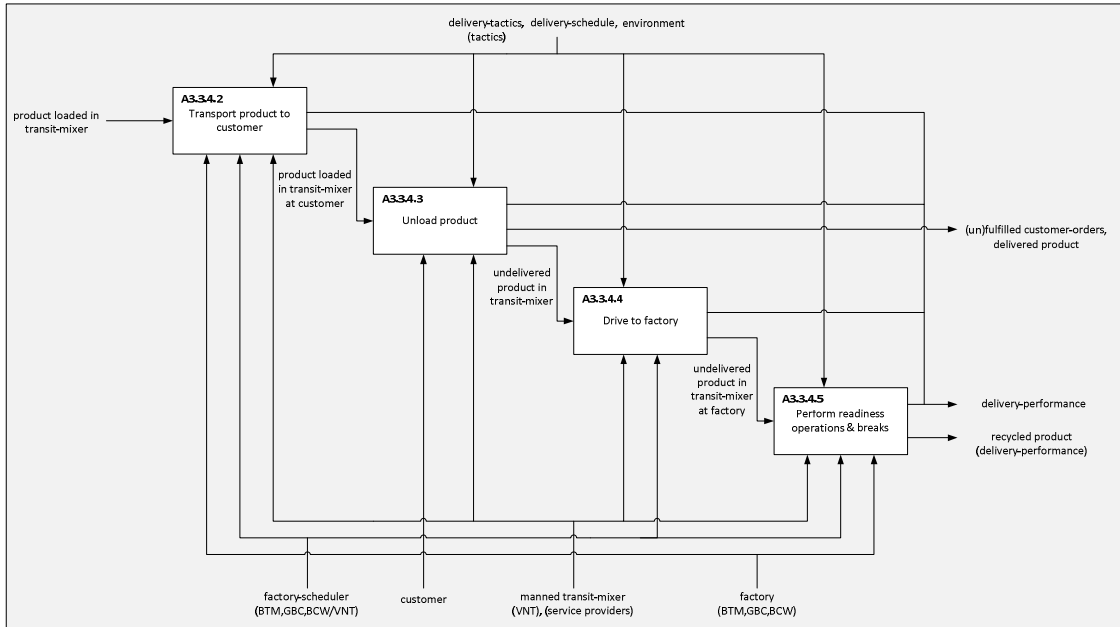 delivery-tactics, delivery-schedule, environment
(tactics)
A3.3.4.2
Transport product to
customer
product loaded in
transit-mixer
product loaded
in transit-mixer
at customer
A3.3.4.3
Unload product
(un)fulfilled customer-orders,
delivered product
undelivered
product in
transit-mixer
A3.3.4.4
Drive to factory
undelivered
product in
transit-mixer
at factory
A3.3.4.5
Perform readiness
operations & breaks
delivery-performance
recycled product
(delivery-performance)
factory-scheduler
(BTM,GBC,BCW/VNT)
customer
manned transit-mixer
(VNT), (service providers)
factory
(BTM,GBC,BCW)